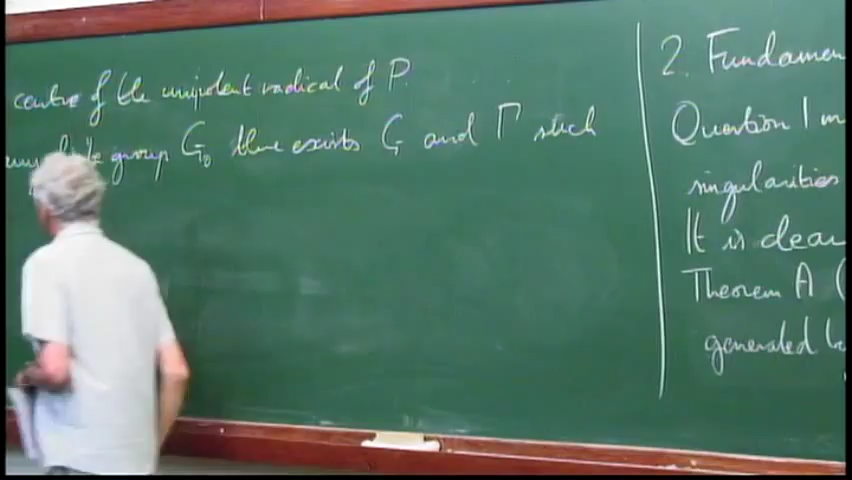 centre of the unipotent radical of P.
group G₀ there exists G and Γ such
2. Fundamen
Question 1 m
singularities
It is clear
Theorem A (
generated b